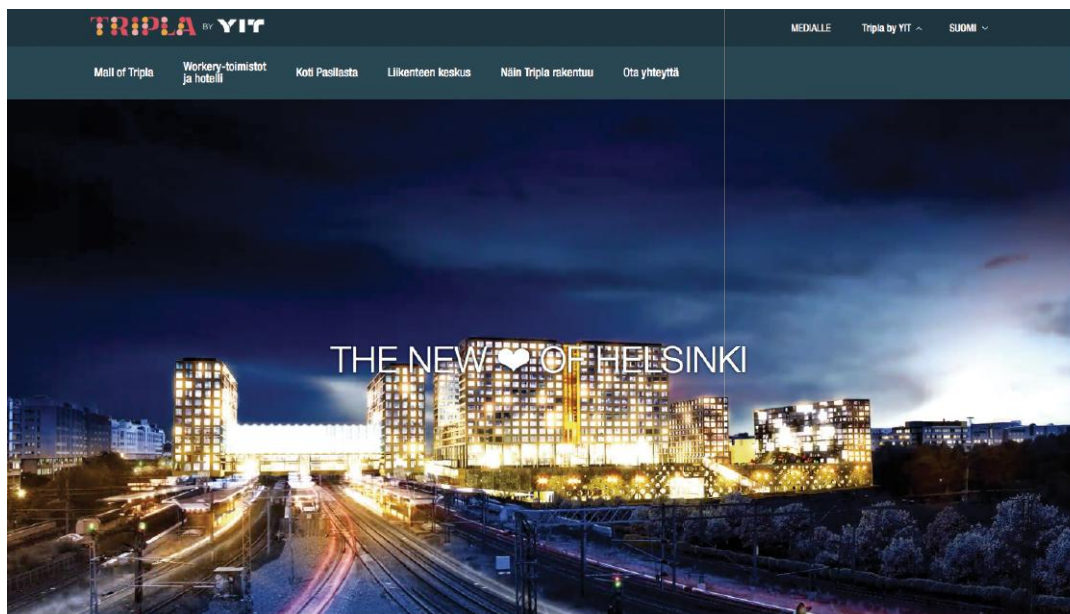 TRIPLA BY YIT
MEDIALLE Tripla by YIT SUOMI
Mall of Tripla Workery-toimistot ja hotelli Koti Pasilasta Liikenteen keskus Näin Tripla rakentuu Ota yhteyttä
THE NEW ❤ OF HELSINKI